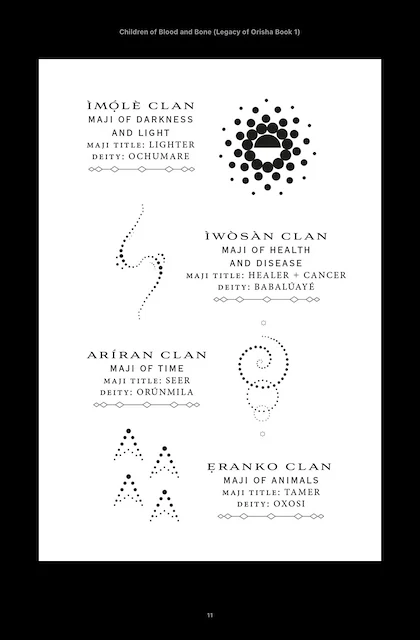 Children of Blood and Bone (Legacy of Orisha Book 1)
ÌMỌ́LẸ̀ CLAN
MAJI OF DARKNESS
AND LIGHT
MAJI TITLE: LIGHTER
DEITY: OCHUMARE
ÌWÒSÀN CLAN
MAJI OF HEALTH
AND DISEASE
MAJI TITLE: HEALER + CANCER
DEITY: BABALÚAYÉ
ARÍRAN CLAN
MAJI OF TIME
MAJI TITLE: SEER
DEITY: ORÚNMILA
ẸRANKO CLAN
MAJI OF ANIMALS
MAJI TITLE: TAMER
DEITY: OXOSI
11